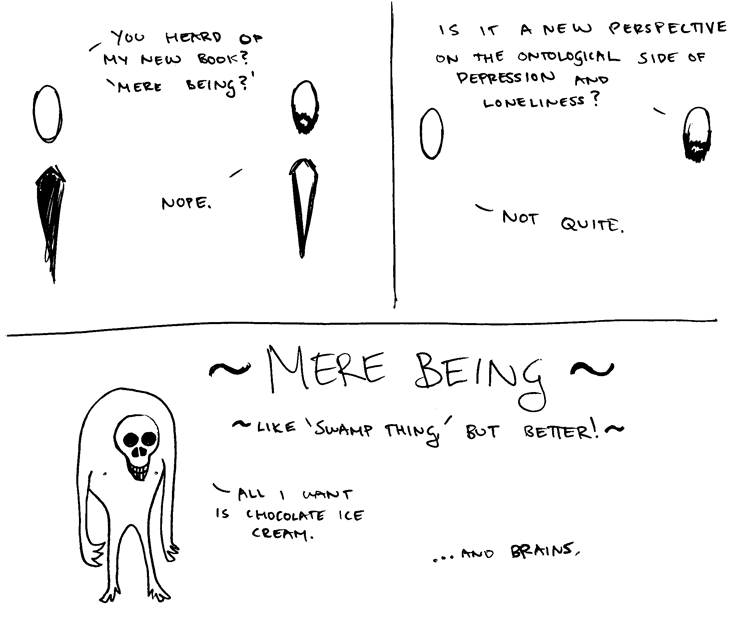 YOU HEARD OF
MY NEW BOOK?
'MERE BEING?'
NOPE.
IS IT A NEW PERSPECTIVE
ON THE ONTOLOGICAL SIDE OF
DEPRESSION AND
LONELINESS?
NOT QUITE.
~ MERE BEING ~
~ LIKE 'SWAMP THING' BUT BETTER! ~
ALL I WANT
IS CHOCOLATE ICE
CREAM.
...AND BRAINS.